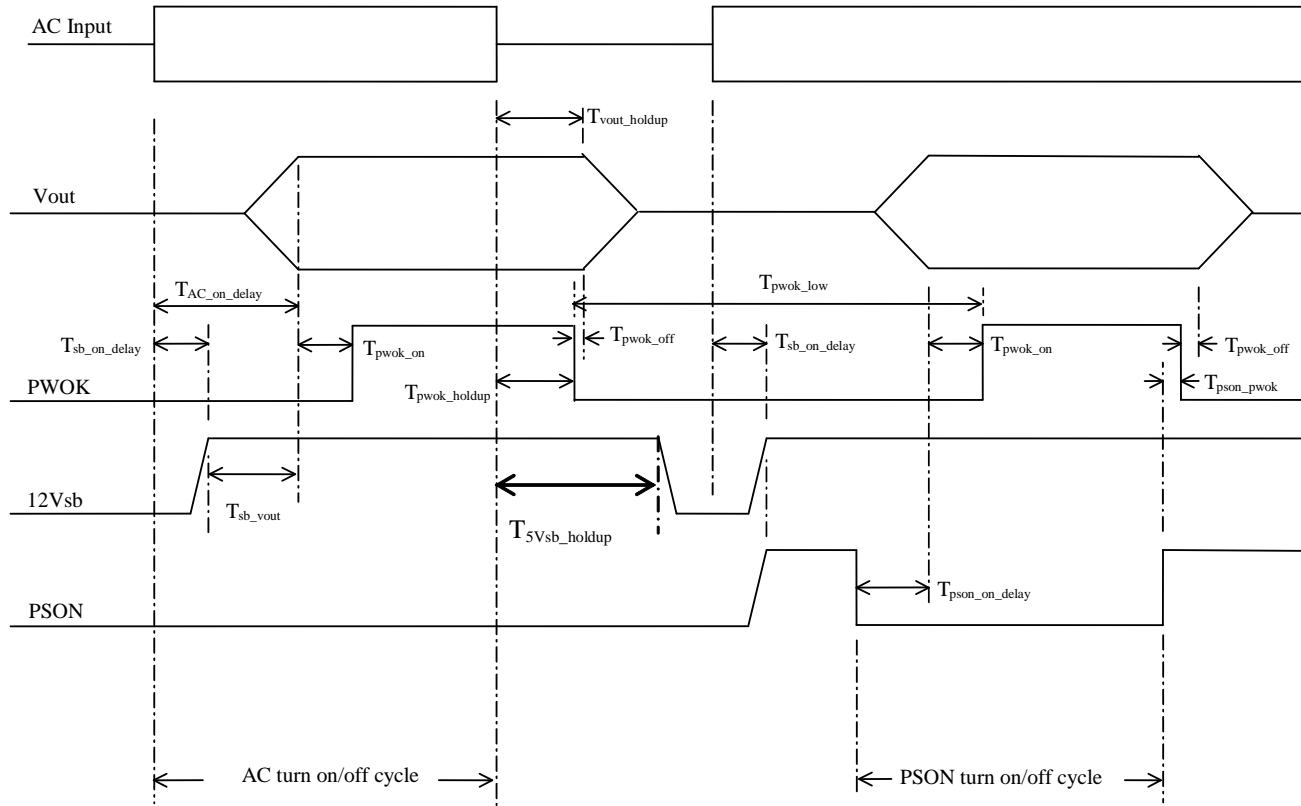 AC Input
Tvout_holdup
Vout
TAC_on_delay
Tpwok_low
Tsb_on_delay
Tpwok_on
Tpwok_off
Tsb_on_delay
Tpwok_on
Tpwok_off
PWOK
Tpwok_holdup
Tpson_pwok
12Vsb
Tsb_vout
T5Vsb_holdup
PSON
Tpson_on_delay
AC turn on/off cycle
PSON turn on/off cycle